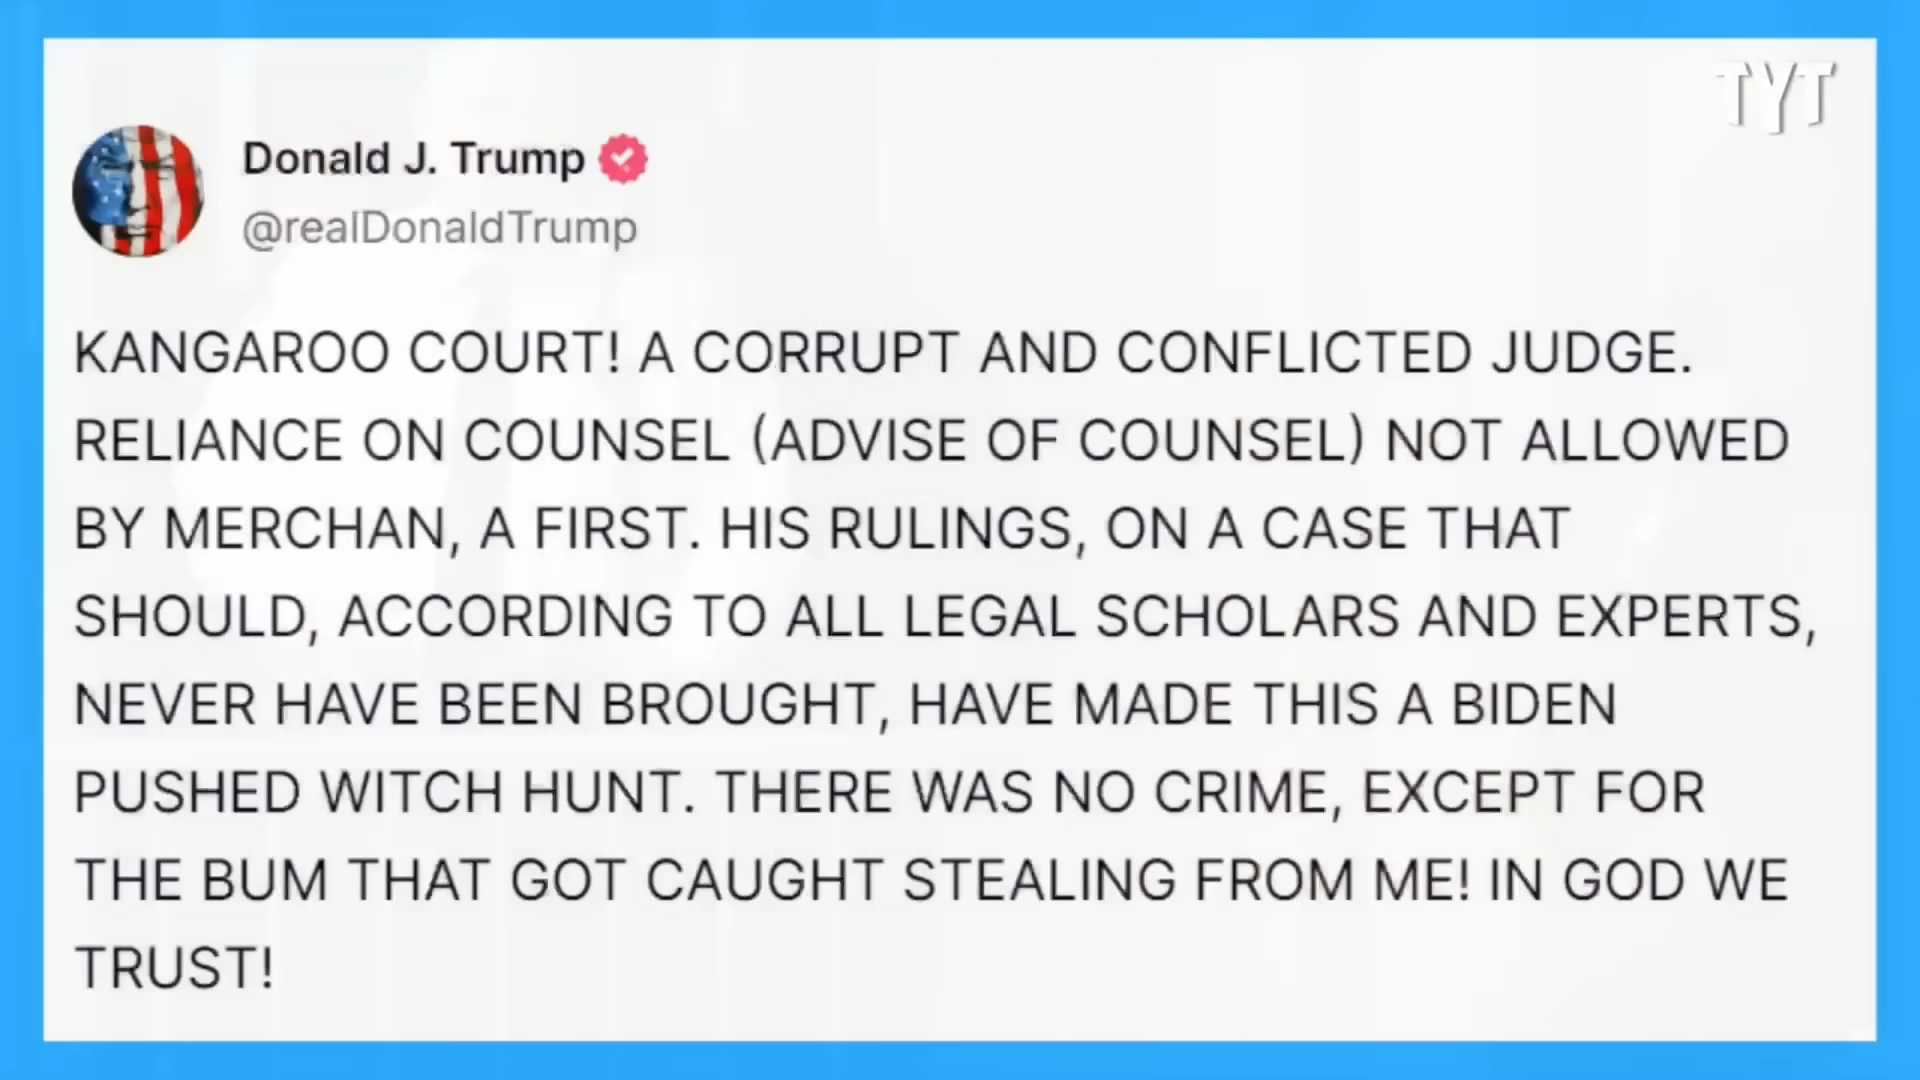 TYT
Donald J. Trump
@realDonaldTrump
KANGAROO COURT! A CORRUPT AND CONFLICTED JUDGE.
RELIANCE ON COUNSEL (ADVISE OF COUNSEL) NOT ALLOWED
BY MERCHAN, A FIRST. HIS RULINGS, ON A CASE THAT
SHOULD, ACCORDING TO ALL LEGAL SCHOLARS AND EXPERTS,
NEVER HAVE BEEN BROUGHT, HAVE MADE THIS A BIDEN
PUSHED WITCH HUNT. THERE WAS NO CRIME, EXCEPT FOR
THE BUM THAT GOT CAUGHT STEALING FROM ME! IN GOD WE
TRUST!